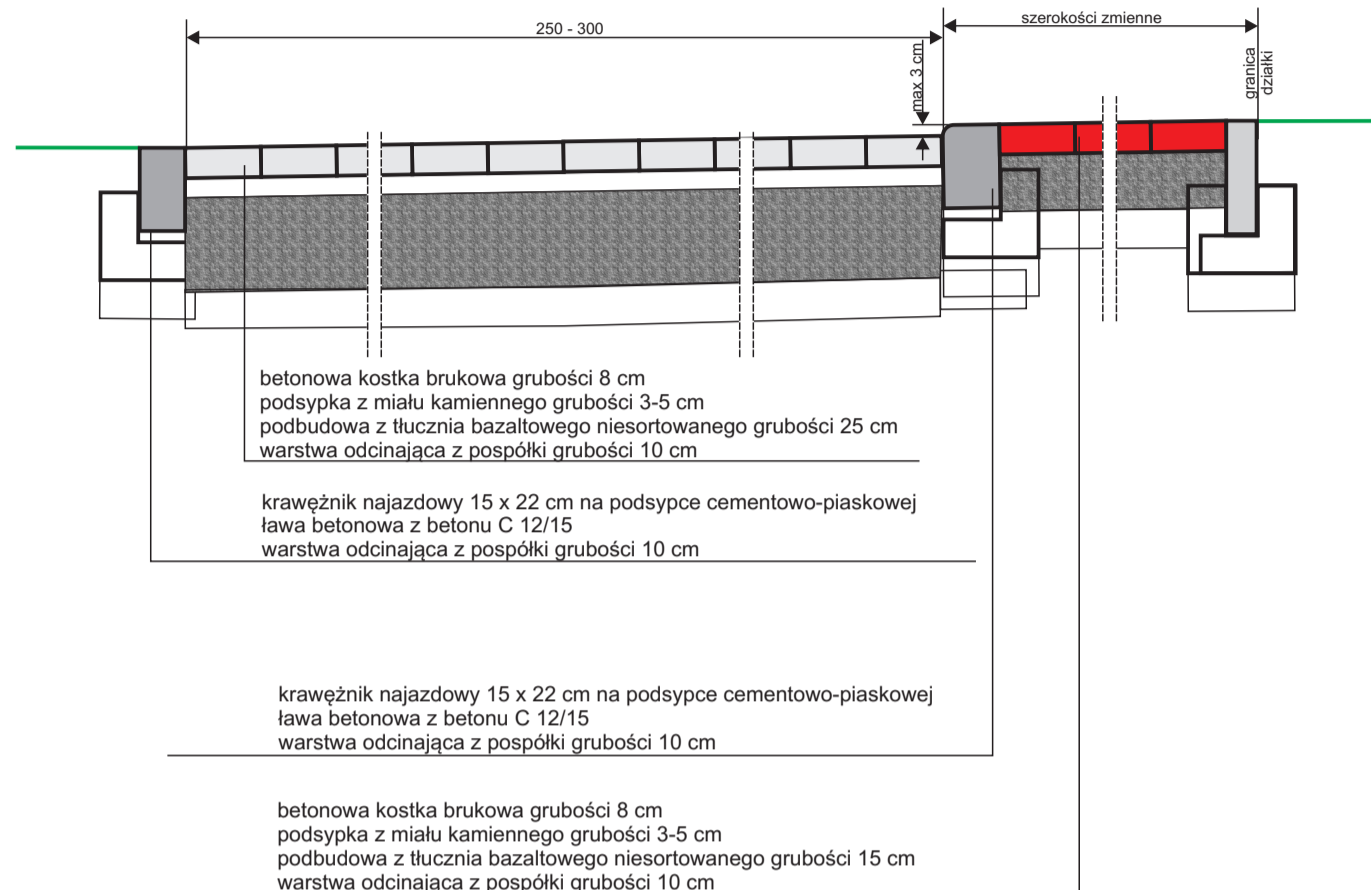 szerokości zmienne
250 - 300
max 3 cm
granica
działki
betonowa kostka brukowa grubości 8 cm
podsypka z miału kamiennego grubości 3-5 cm
podbudowa z tłucznia bazaltowego niesortowanego grubości 25 cm
warstwa odcinająca z pospółki grubości 10 cm
krawężnik najazdowy 15 x 22 cm na podsypce cementowo-piaskowej
ława betonowa z betonu C 12/15
warstwa odcinająca z pospółki grubości 10 cm
krawężnik najazdowy 15 x 22 cm na podsypce cementowo-piaskowej
ława betonowa z betonu C 12/15
warstwa odcinająca z pospółki grubości 10 cm
betonowa kostka brukowa grubości 8 cm
podsypka z miału kamiennego grubości 3-5 cm
podbudowa z tłucznia bazaltowego niesortowanego grubości 15 cm
warstwa odcinająca z pospółki grubości 10 cm